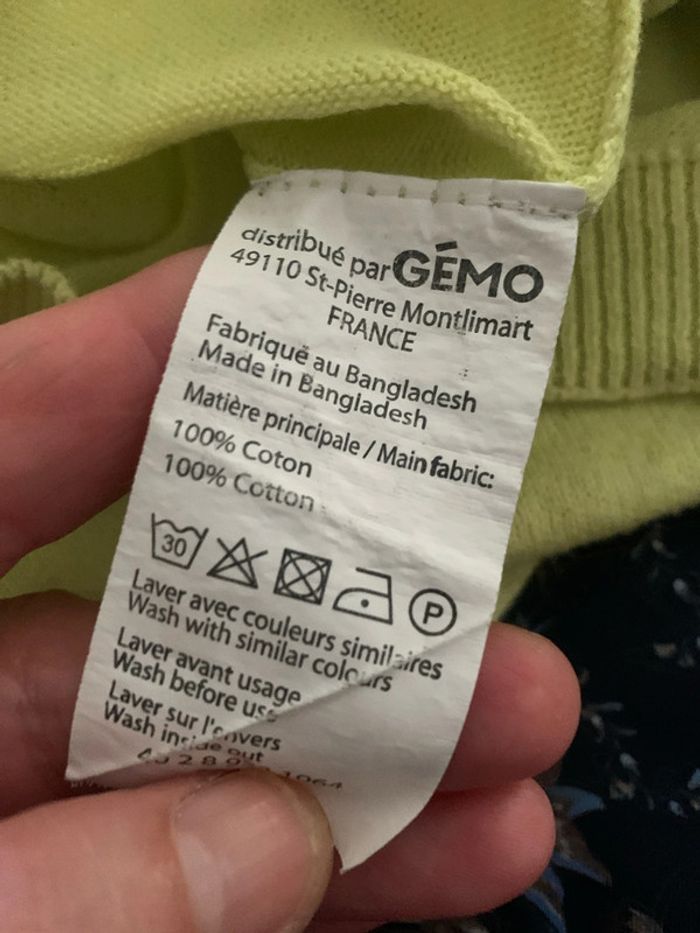 distribué par GÉMO
49110 St-Pierre Montlimart
FRANCE
Fabriqué au Bangladesh
Made in Bangladesh
Matière principale / Main fabric:
100% Coton
100% Cotton
30
P
Laver avec couleurs similaires
Wash with similar colours
Laver avant usage
Wash before use
Laver sur l'envers
Wash inside out